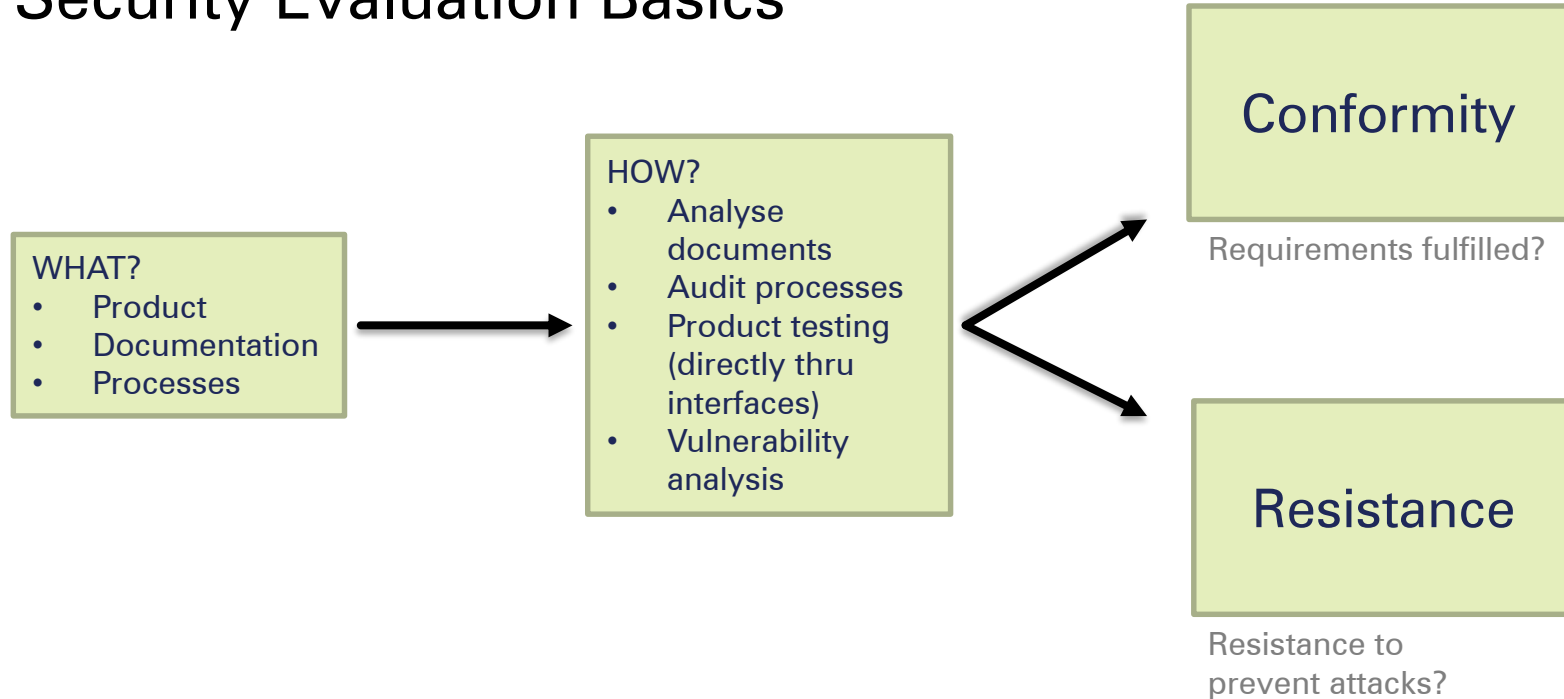 Security Evaluation Basics
WHAT?
• Product
• Documentation
• Processes
HOW?
• Analyse
documents
• Audit processes
• Product testing
(directly thru
interfaces)
• Vulnerability
analysis
Conformity
Requirements fulfilled?
Resistance
Resistance to
prevent attacks?